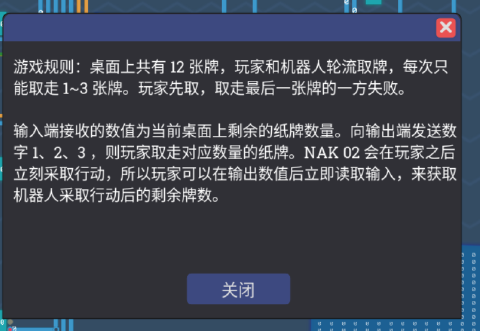 游戏规则：桌面上共有 12 张牌，玩家和机器人轮流取牌，每次只
能取走 1~3 张牌。玩家先取，取走最后一张牌的一方失败。
输入端接收的数值为当前桌面上剩余的纸牌数量。向输出端发送数
字 1、2、3 ，则玩家取走对应数量的纸牌。NAK 02 会在玩家之后
立刻采取行动，所以玩家可以在输出数值后立即读取输入，来获取
机器人采取行动后的剩余牌数。
关闭